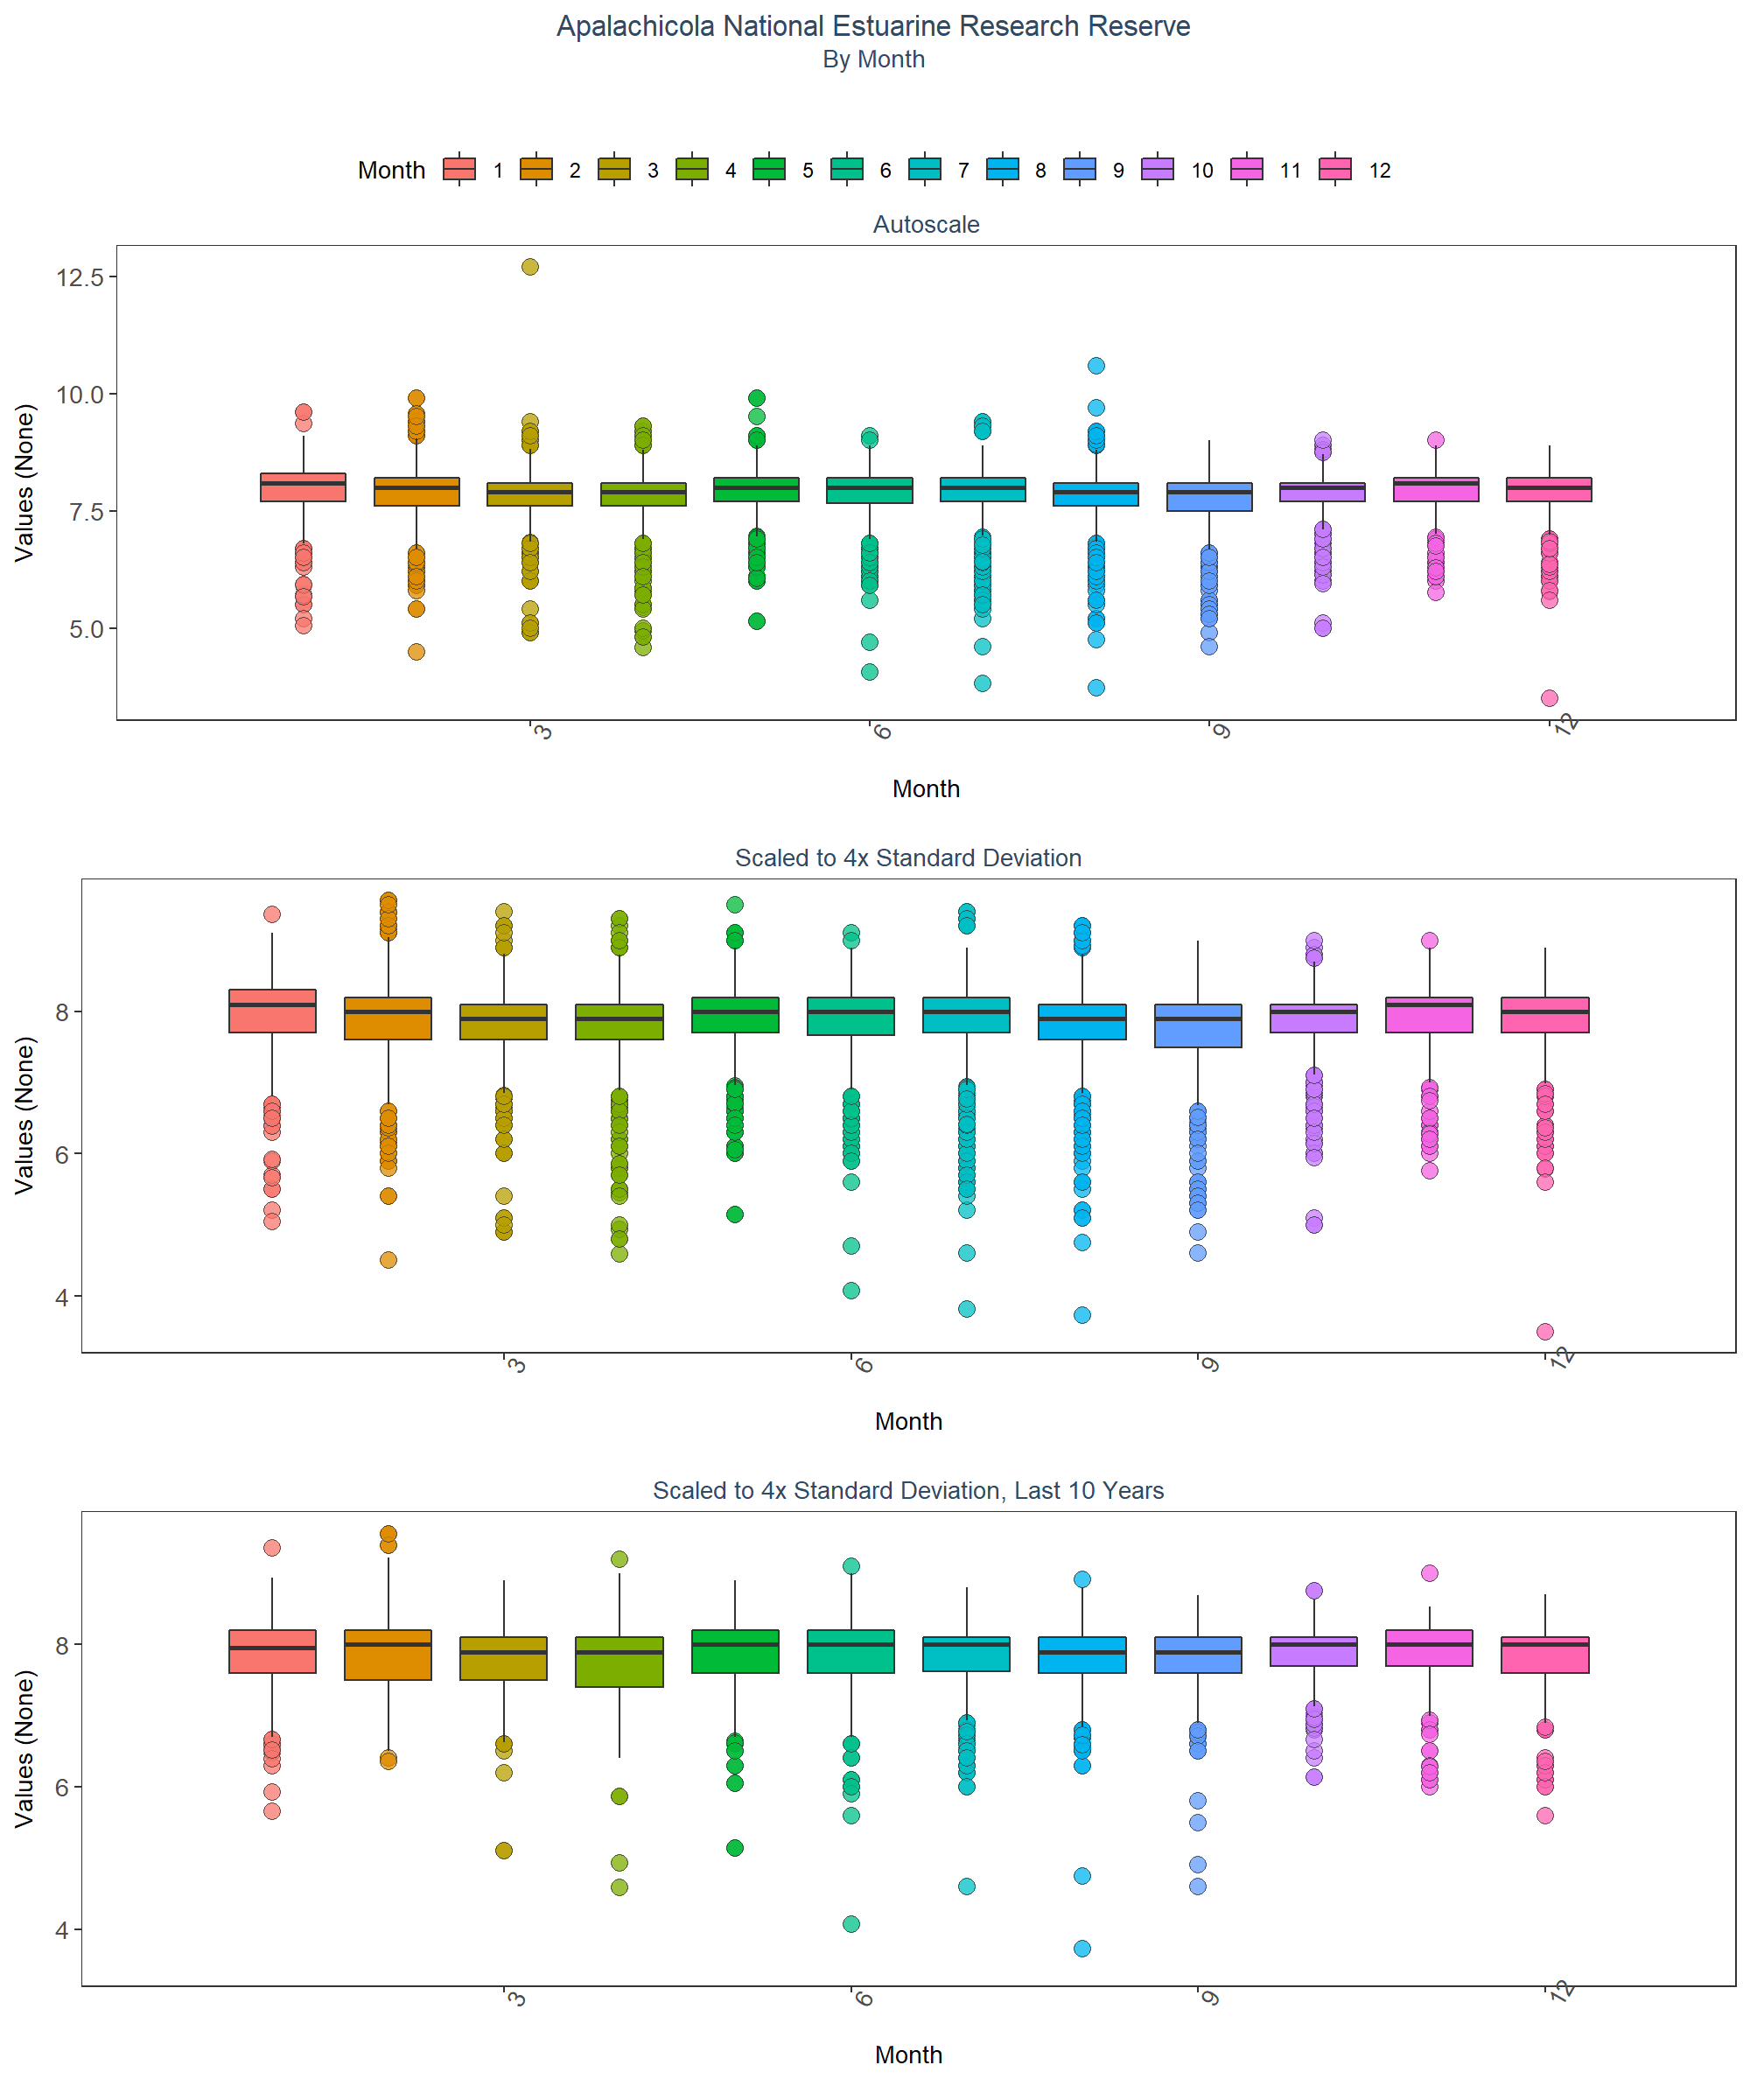 Apalachicola National Estuarine Research Reserve
By Month
Month 1 2 3 4 5 6 7 8 9 10 11 12
Autoscale
Values (None)
12.5
10.0
7.5
5.0
3 6 9 12
Month
Scaled to 4x Standard Deviation
Values (None)
8
6
4
3 6 9 12
Month
Scaled to 4x Standard Deviation, Last 10 Years
Values (None)
8
6
4
3 6 9 12
Month